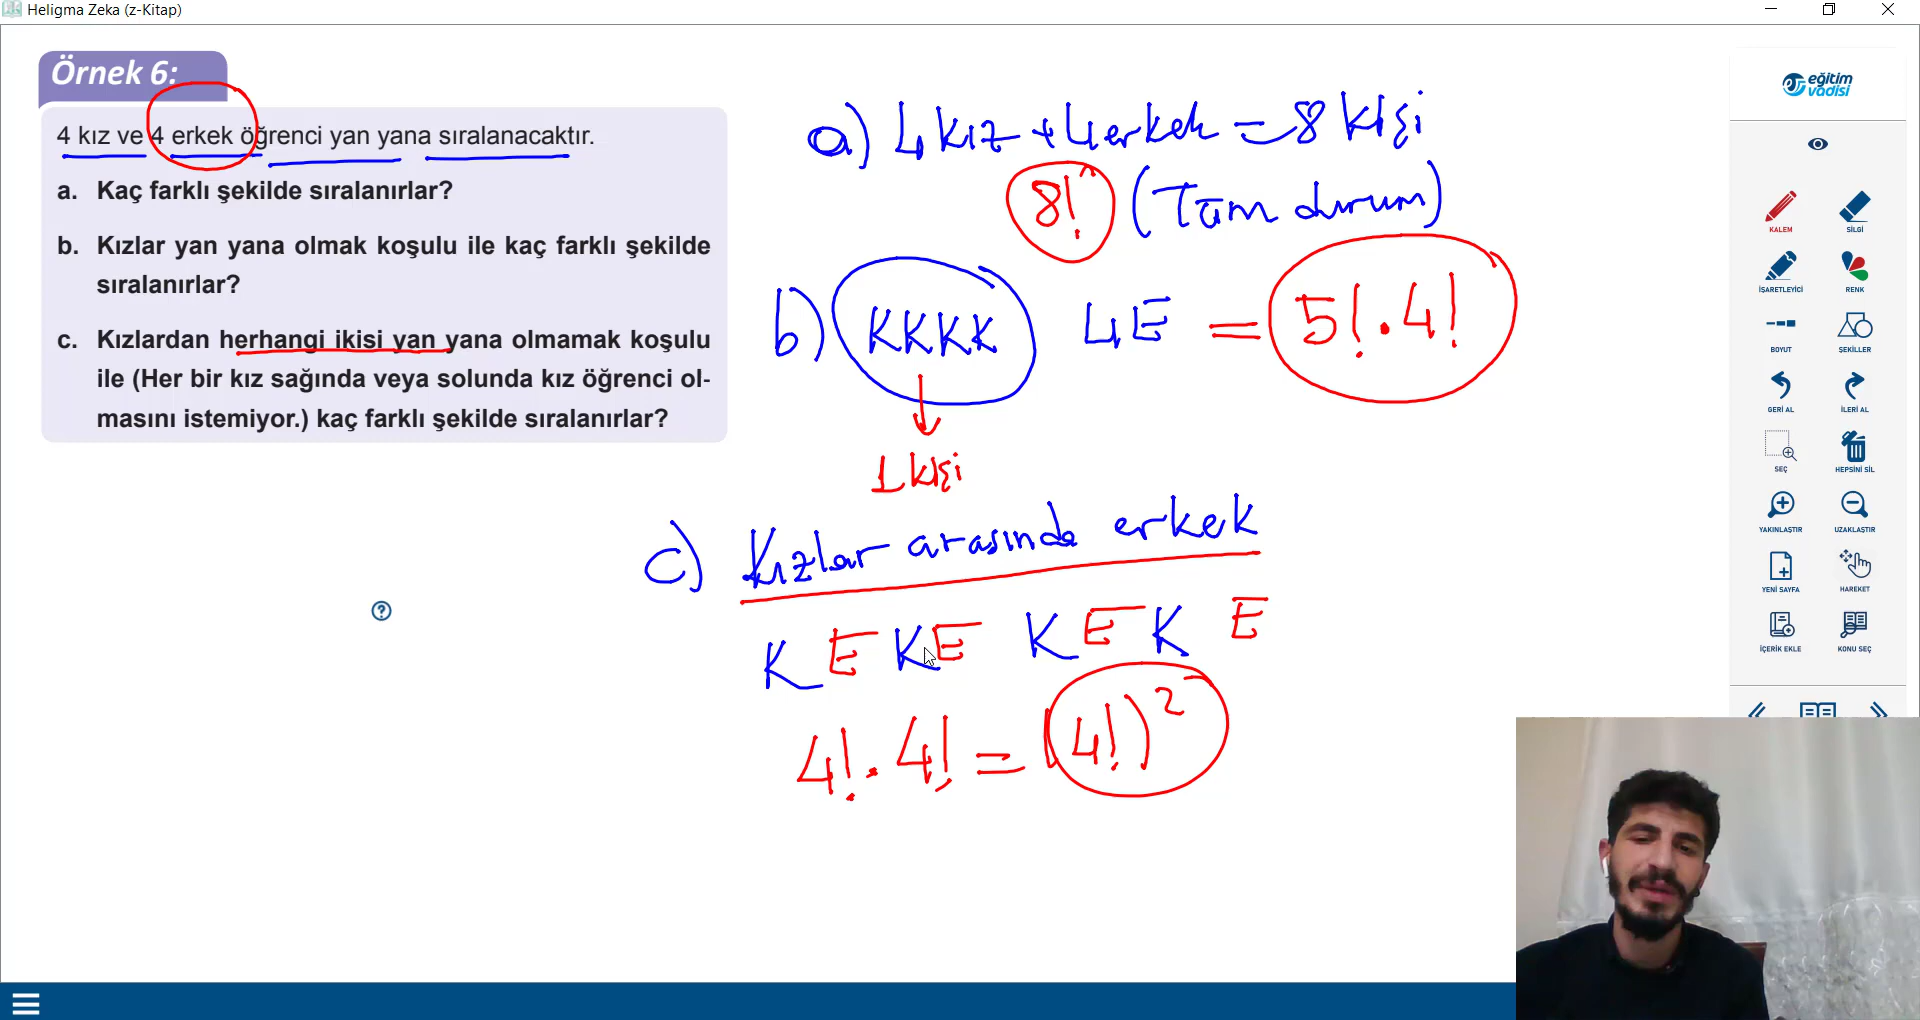 Heligma Zeka (z-Kitap)
Örnek 6:
4 kız ve 4 erkek öğrenci yan yana sıralanacaktır.
a. Kaç farklı şekilde sıralanırlar?
b. Kızlar yan yana olmak koşulu ile kaç farklı şekilde
sıralanırlar?
c. Kızlardan herhangi ikisi yan yana olmamak koşulu
ile (Her bir kız sağında veya solunda kız öğrenci ol-
masını istemiyor.) kaç farklı şekilde sıralanırlar?
a) 4 kız + 4 erkek = 8 kişi
8! (Tüm durum)
b) KKKK 4E = 5! . 4!
1 kişi
c) Kızlar arasında erkek
K E K E K E K E
4! . 4! = (4!)²
eğitim
vadisi
KALEM
SİLGİ
İŞARETLEYİCİ
RENK
BOYUT
ŞEKİLLER
GERİ AL
İLERİ AL
SEÇ
HEPSİNİ SİL
YAKINLAŞTIR
UZAKLAŞTIR
YENİ SAYFA
HAREKET
İÇERİK EKLE
KONU SEÇ